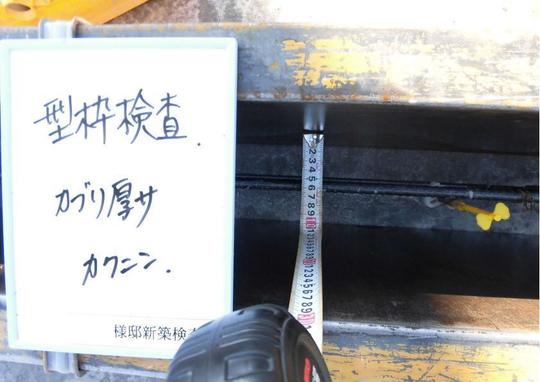 型枠検査.
カブリ厚サ
カクニン.
様邸新築検